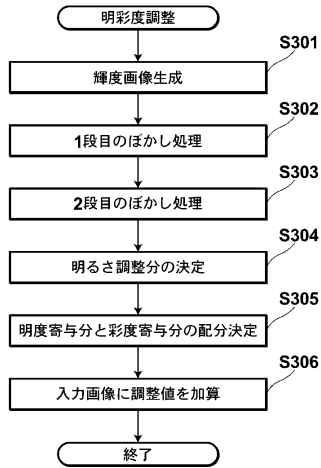 明彩度調整
S301
輝度画像生成
S302
1段目のぼかし処理
S303
2段目のぼかし処理
S304
明るさ調整分の決定
S305
明度寄与分と彩度寄与分の配分決定
S306
入力画像に調整値を加算
終了